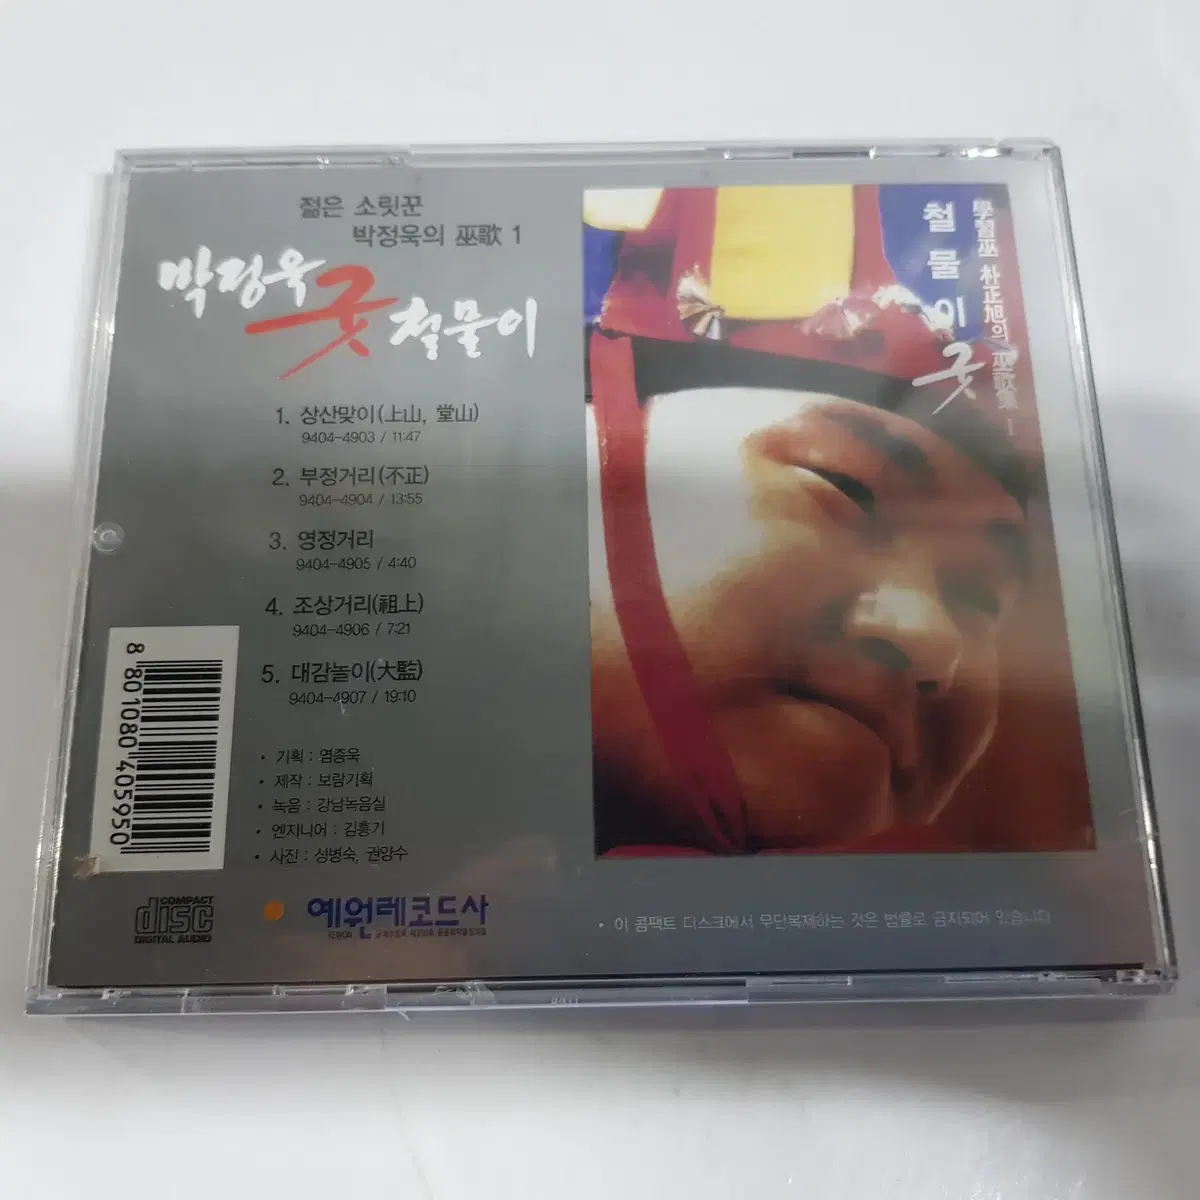 젊은 소릿꾼
박정욱의 巫歌 1
박정욱 굿 철물이
1. 상산맞이(上山, 堂山)
9404-4903 / 11:47
2. 부정거리(不正)
9404-4904 / 13:55
3. 영정거리
9404-4905 / 4:40
4. 조상거리(祖上)
9404-4906 / 7:21
5. 대감놀이(大監)
9404-4907 / 19:10
• 기획 : 염종욱
• 제작 : 보람기획
• 녹음 : 강남녹음실
• 엔지니어 : 김흥기
• 사진 : 성병숙, 권양수
8 801080 405950
COMPACT
disc
DIGITAL AUDIO
예원레코드사
• 이 콤팩트 디스크에서 무단복제하는 것은 법률로 금지되어 있습니다
學習巫 朴正旭의 巫歌集 1
철물이굿